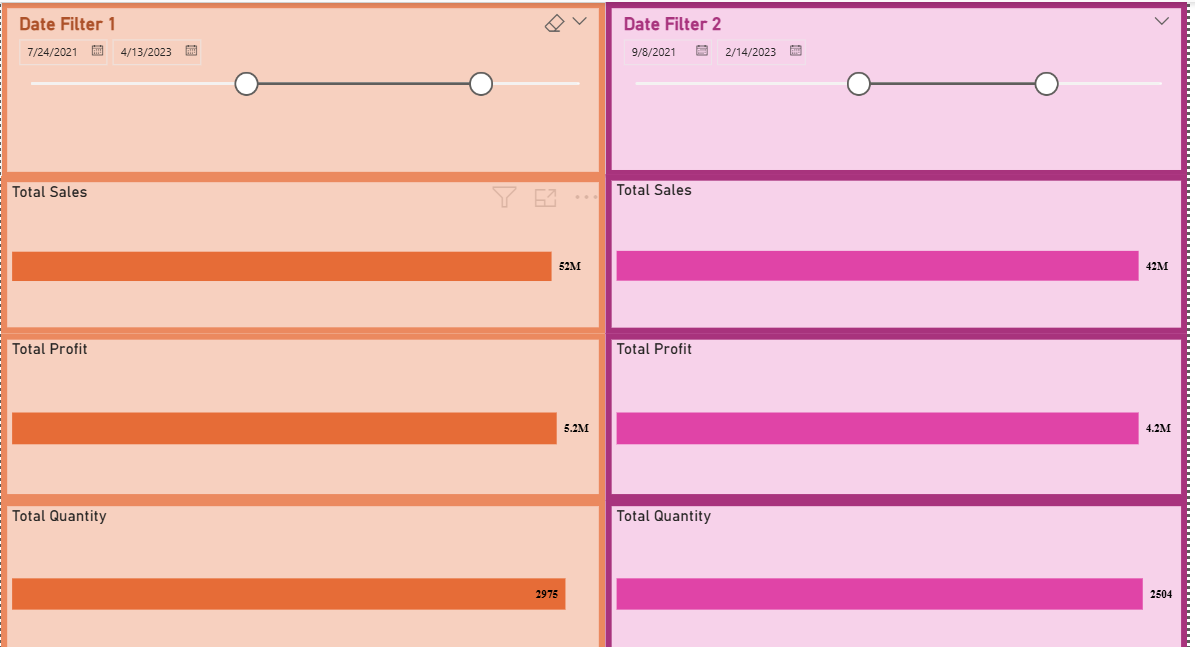 Date Filter 1
7/24/2021 4/13/2023
Total Sales
52M
Total Profit
5.2M
Total Quantity
2975
Date Filter 2
9/8/2021 2/14/2023
Total Sales
42M
Total Profit
4.2M
Total Quantity
2504